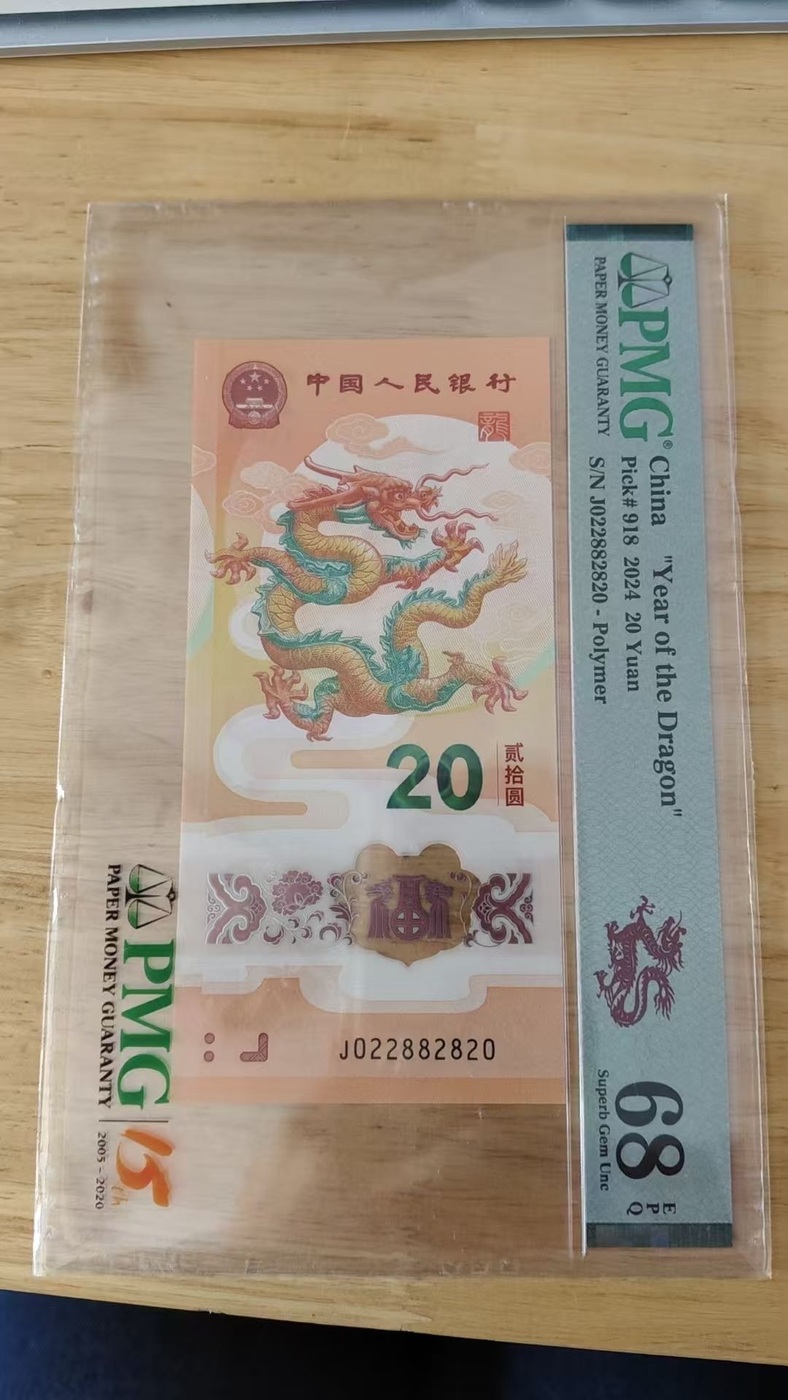 中国人民银行
龍
20
贰拾圆
J022882820
PMG®
PAPER MONEY GUARANTY
China "Year of the Dragon"
Pick# 918 2024 20 Yuan
S/N J022882820 - Polymer
68
EPQ
Superb Gem Unc
PMG
PAPER MONEY GUARANTY
15th
2005 - 2020